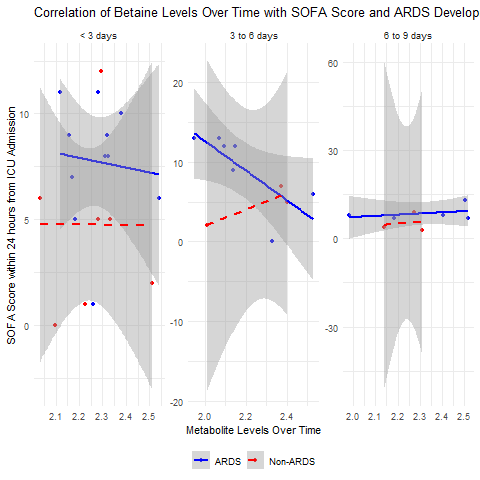 Correlation of Betaine Levels Over Time with SOFA Score and ARDS Develop
< 3 days
3 to 6 days
6 to 9 days
SOFA Score within 24 hours from ICU Admission
10
5
0
20
10
0
-10
-20
60
30
0
-30
2.1 2.2 2.3 2.4 2.5
2.0 2.2 2.4
2.0 2.1 2.2 2.3 2.4 2.5
Metabolite Levels Over Time
ARDS
Non-ARDS